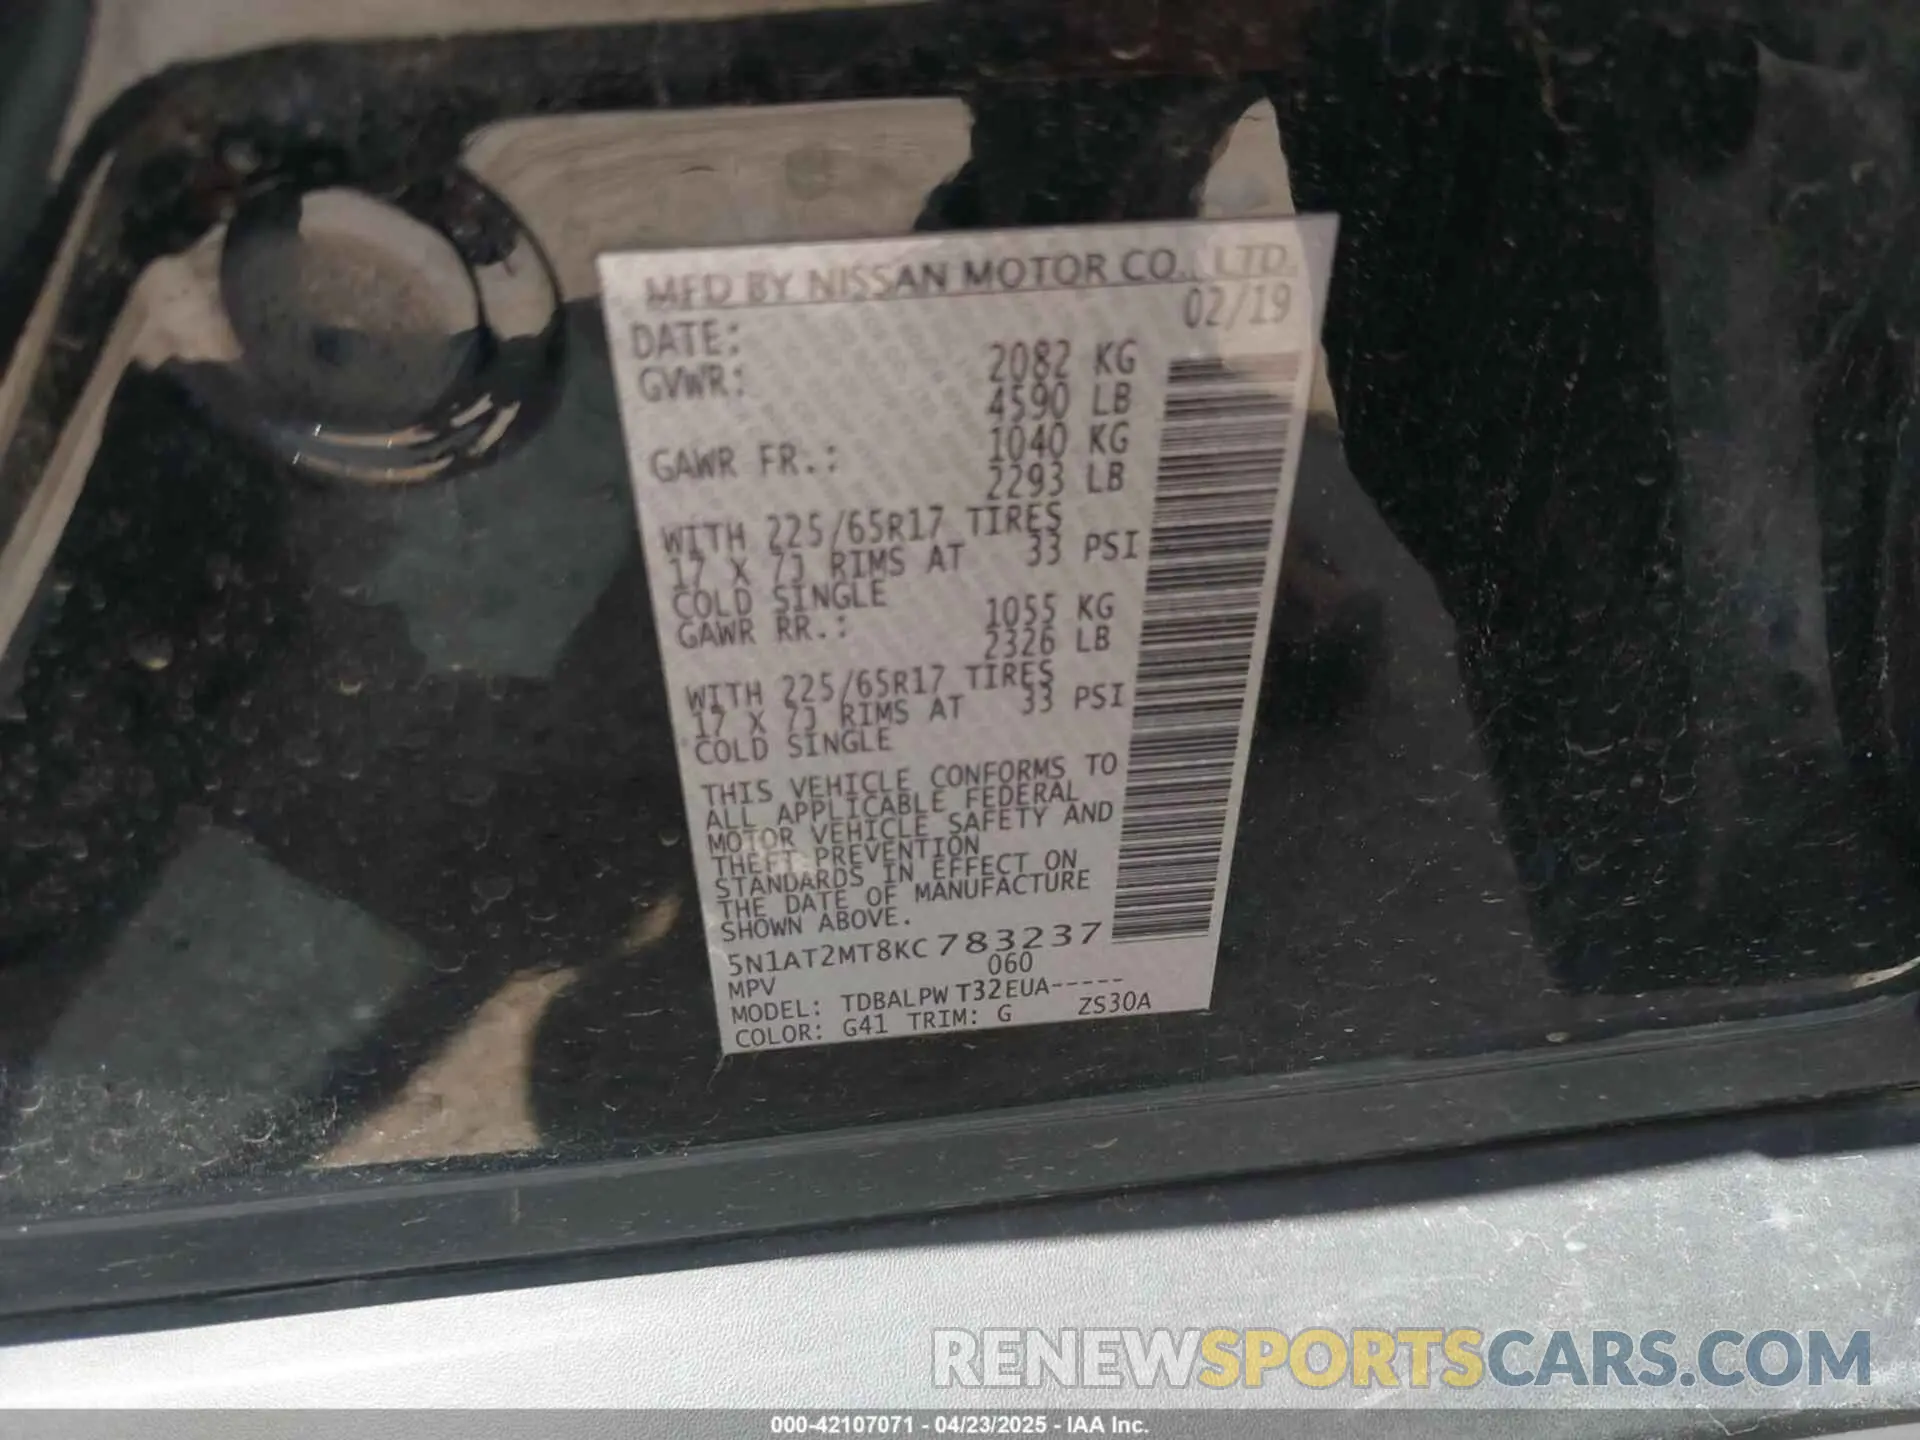 MFD BY NISSAN MOTOR CO., LTD.
DATE: 02/19
GVWR: 2082 KG
4590 LB
GAWR FR.: 1040 KG
2293 LB
WITH 225/65R17 TIRES
17 X 7J RIMS AT 33 PSI
COLD SINGLE
GAWR RR.: 1055 KG
2326 LB
WITH 225/65R17 TIRES
17 X 7J RIMS AT 33 PSI
COLD SINGLE
THIS VEHICLE CONFORMS TO
ALL APPLICABLE FEDERAL
MOTOR VEHICLE SAFETY AND
THEFT PREVENTION
STANDARDS IN EFFECT ON
THE DATE OF MANUFACTURE
SHOWN ABOVE.
5N1AT2MT8KC783237
MPV 060
MODEL: TDBALPWT32EUA-----
COLOR: G41 TRIM: G ZS30A
RENEWSPORTSCARS.COM
000-42107071 - 04/23/2025 - IAA Inc.